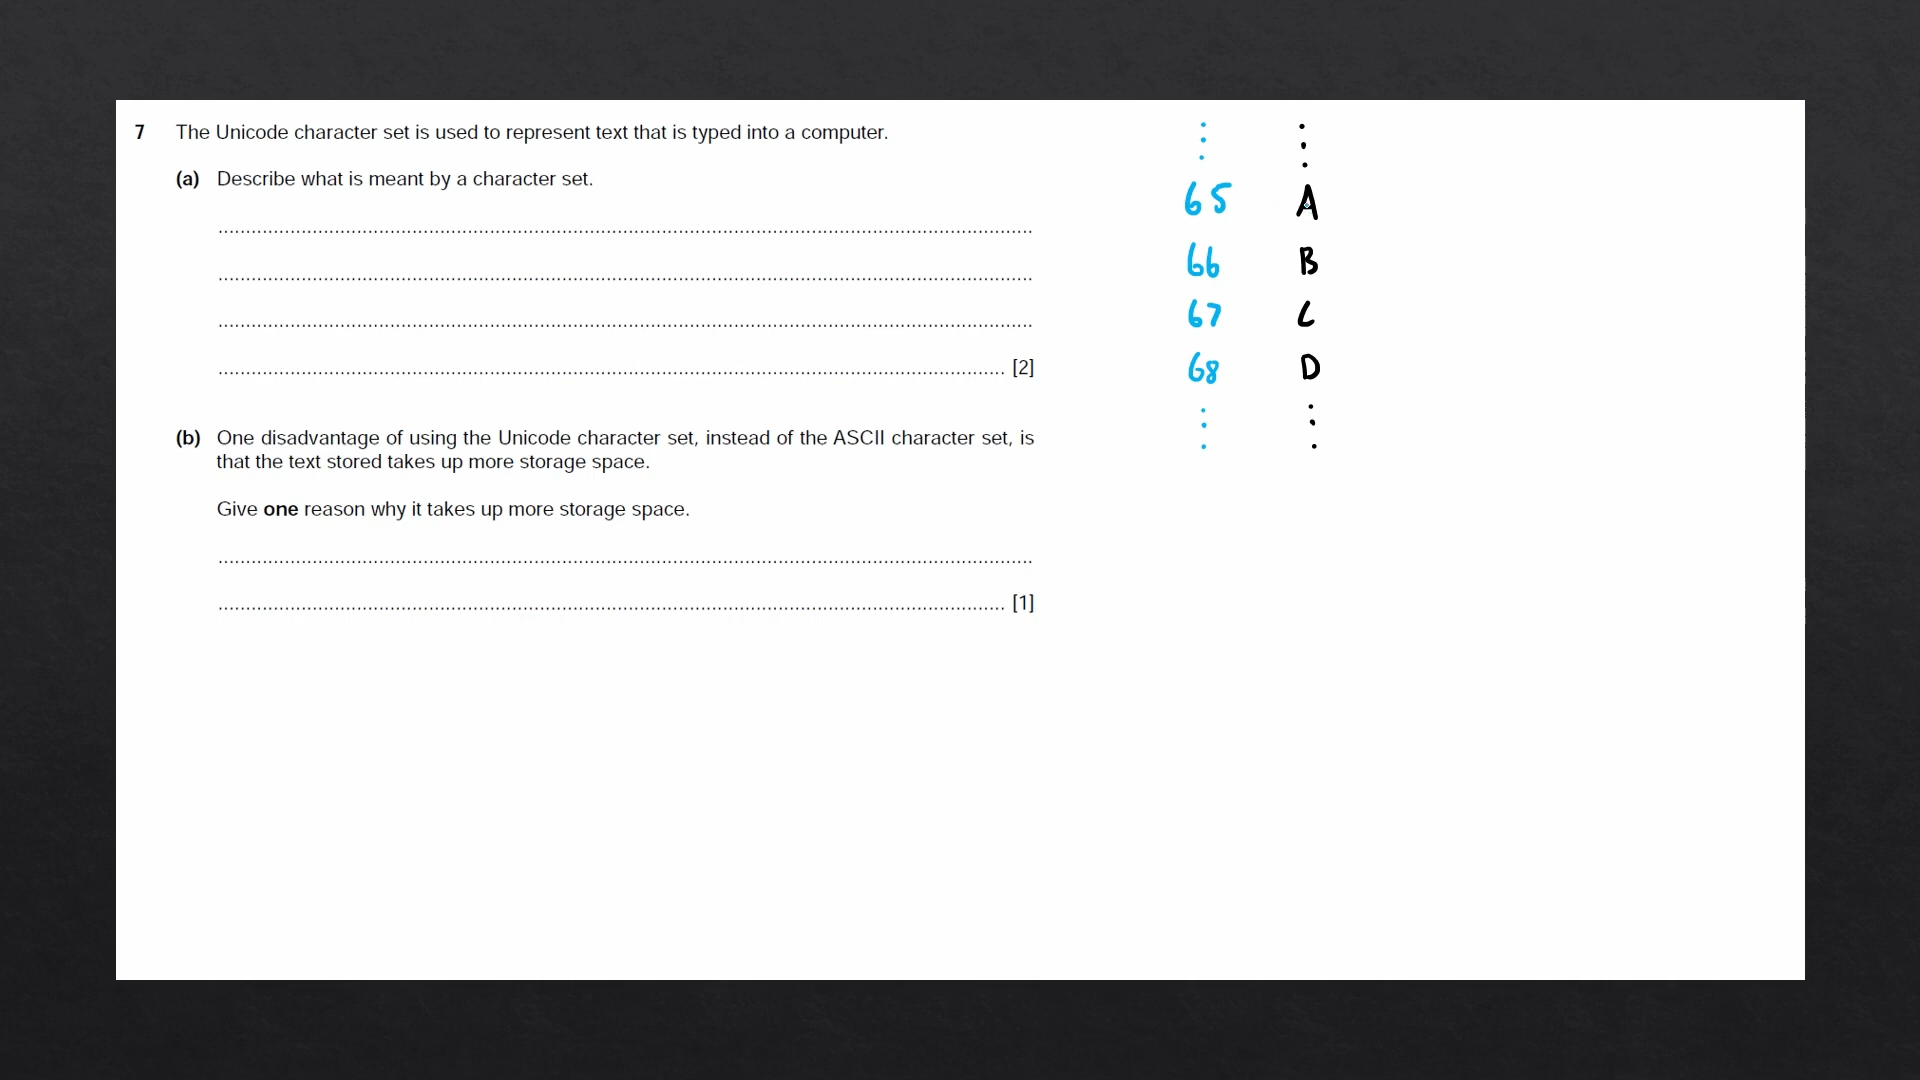 7 The Unicode character set is used to represent text that is typed into a computer.
(a) Describe what is meant by a character set.
[2]
(b) One disadvantage of using the Unicode character set, instead of the ASCII character set, is
that the text stored takes up more storage space.
Give one reason why it takes up more storage space.
[1]
65 A
66 B
67 C
68 D